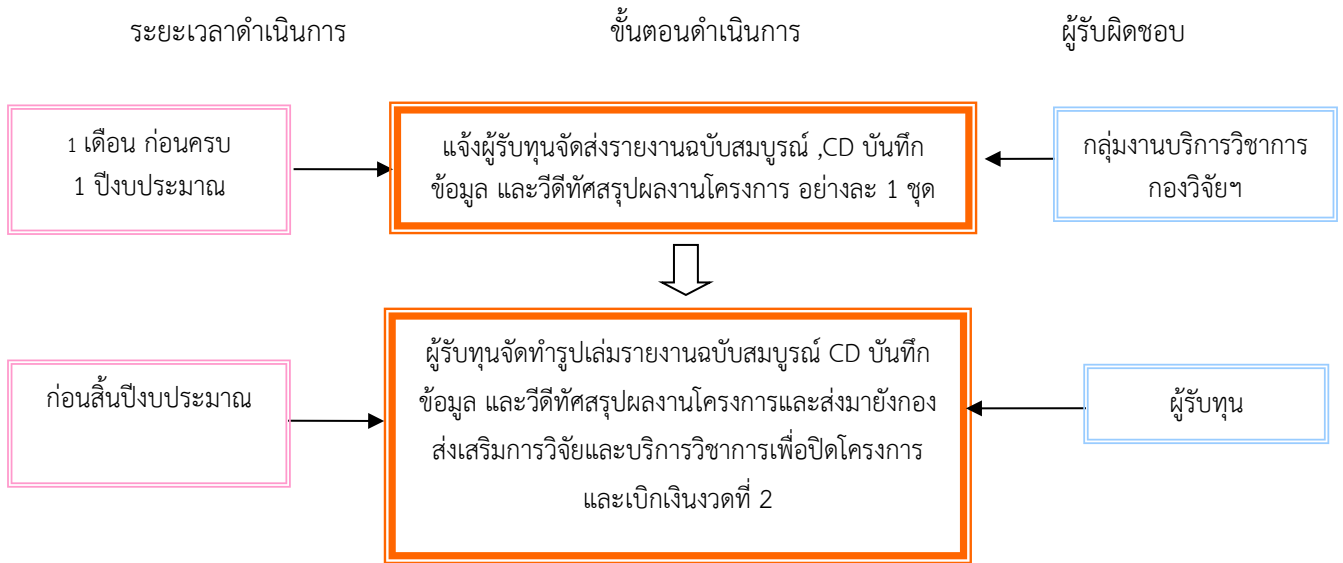 ระยะเวลาดำเนินการ ขั้นตอนดำเนินการ ผู้รับผิดชอบ
1 เดือน ก่อนครบ
1 ปีงบประมาณ
แจ้งผู้รับทุนจัดส่งรายงานฉบับสมบูรณ์ ,CD บันทึก
ข้อมูล และวีดีทัศสรุปผลงานโครงการ อย่างละ 1 ชุด
กลุ่มงานบริการวิชาการ
กองวิจัยฯ
ก่อนสิ้นปีงบประมาณ
ผู้รับทุนจัดทำรูปเล่มรายงานฉบับสมบูรณ์ CD บันทึก
ข้อมูล และวีดีทัศสรุปผลงานโครงการและส่งมายังกอง
ส่งเสริมการวิจัยและบริการวิชาการเพื่อปิดโครงการ
และเบิกเงินงวดที่ 2
ผู้รับทุน